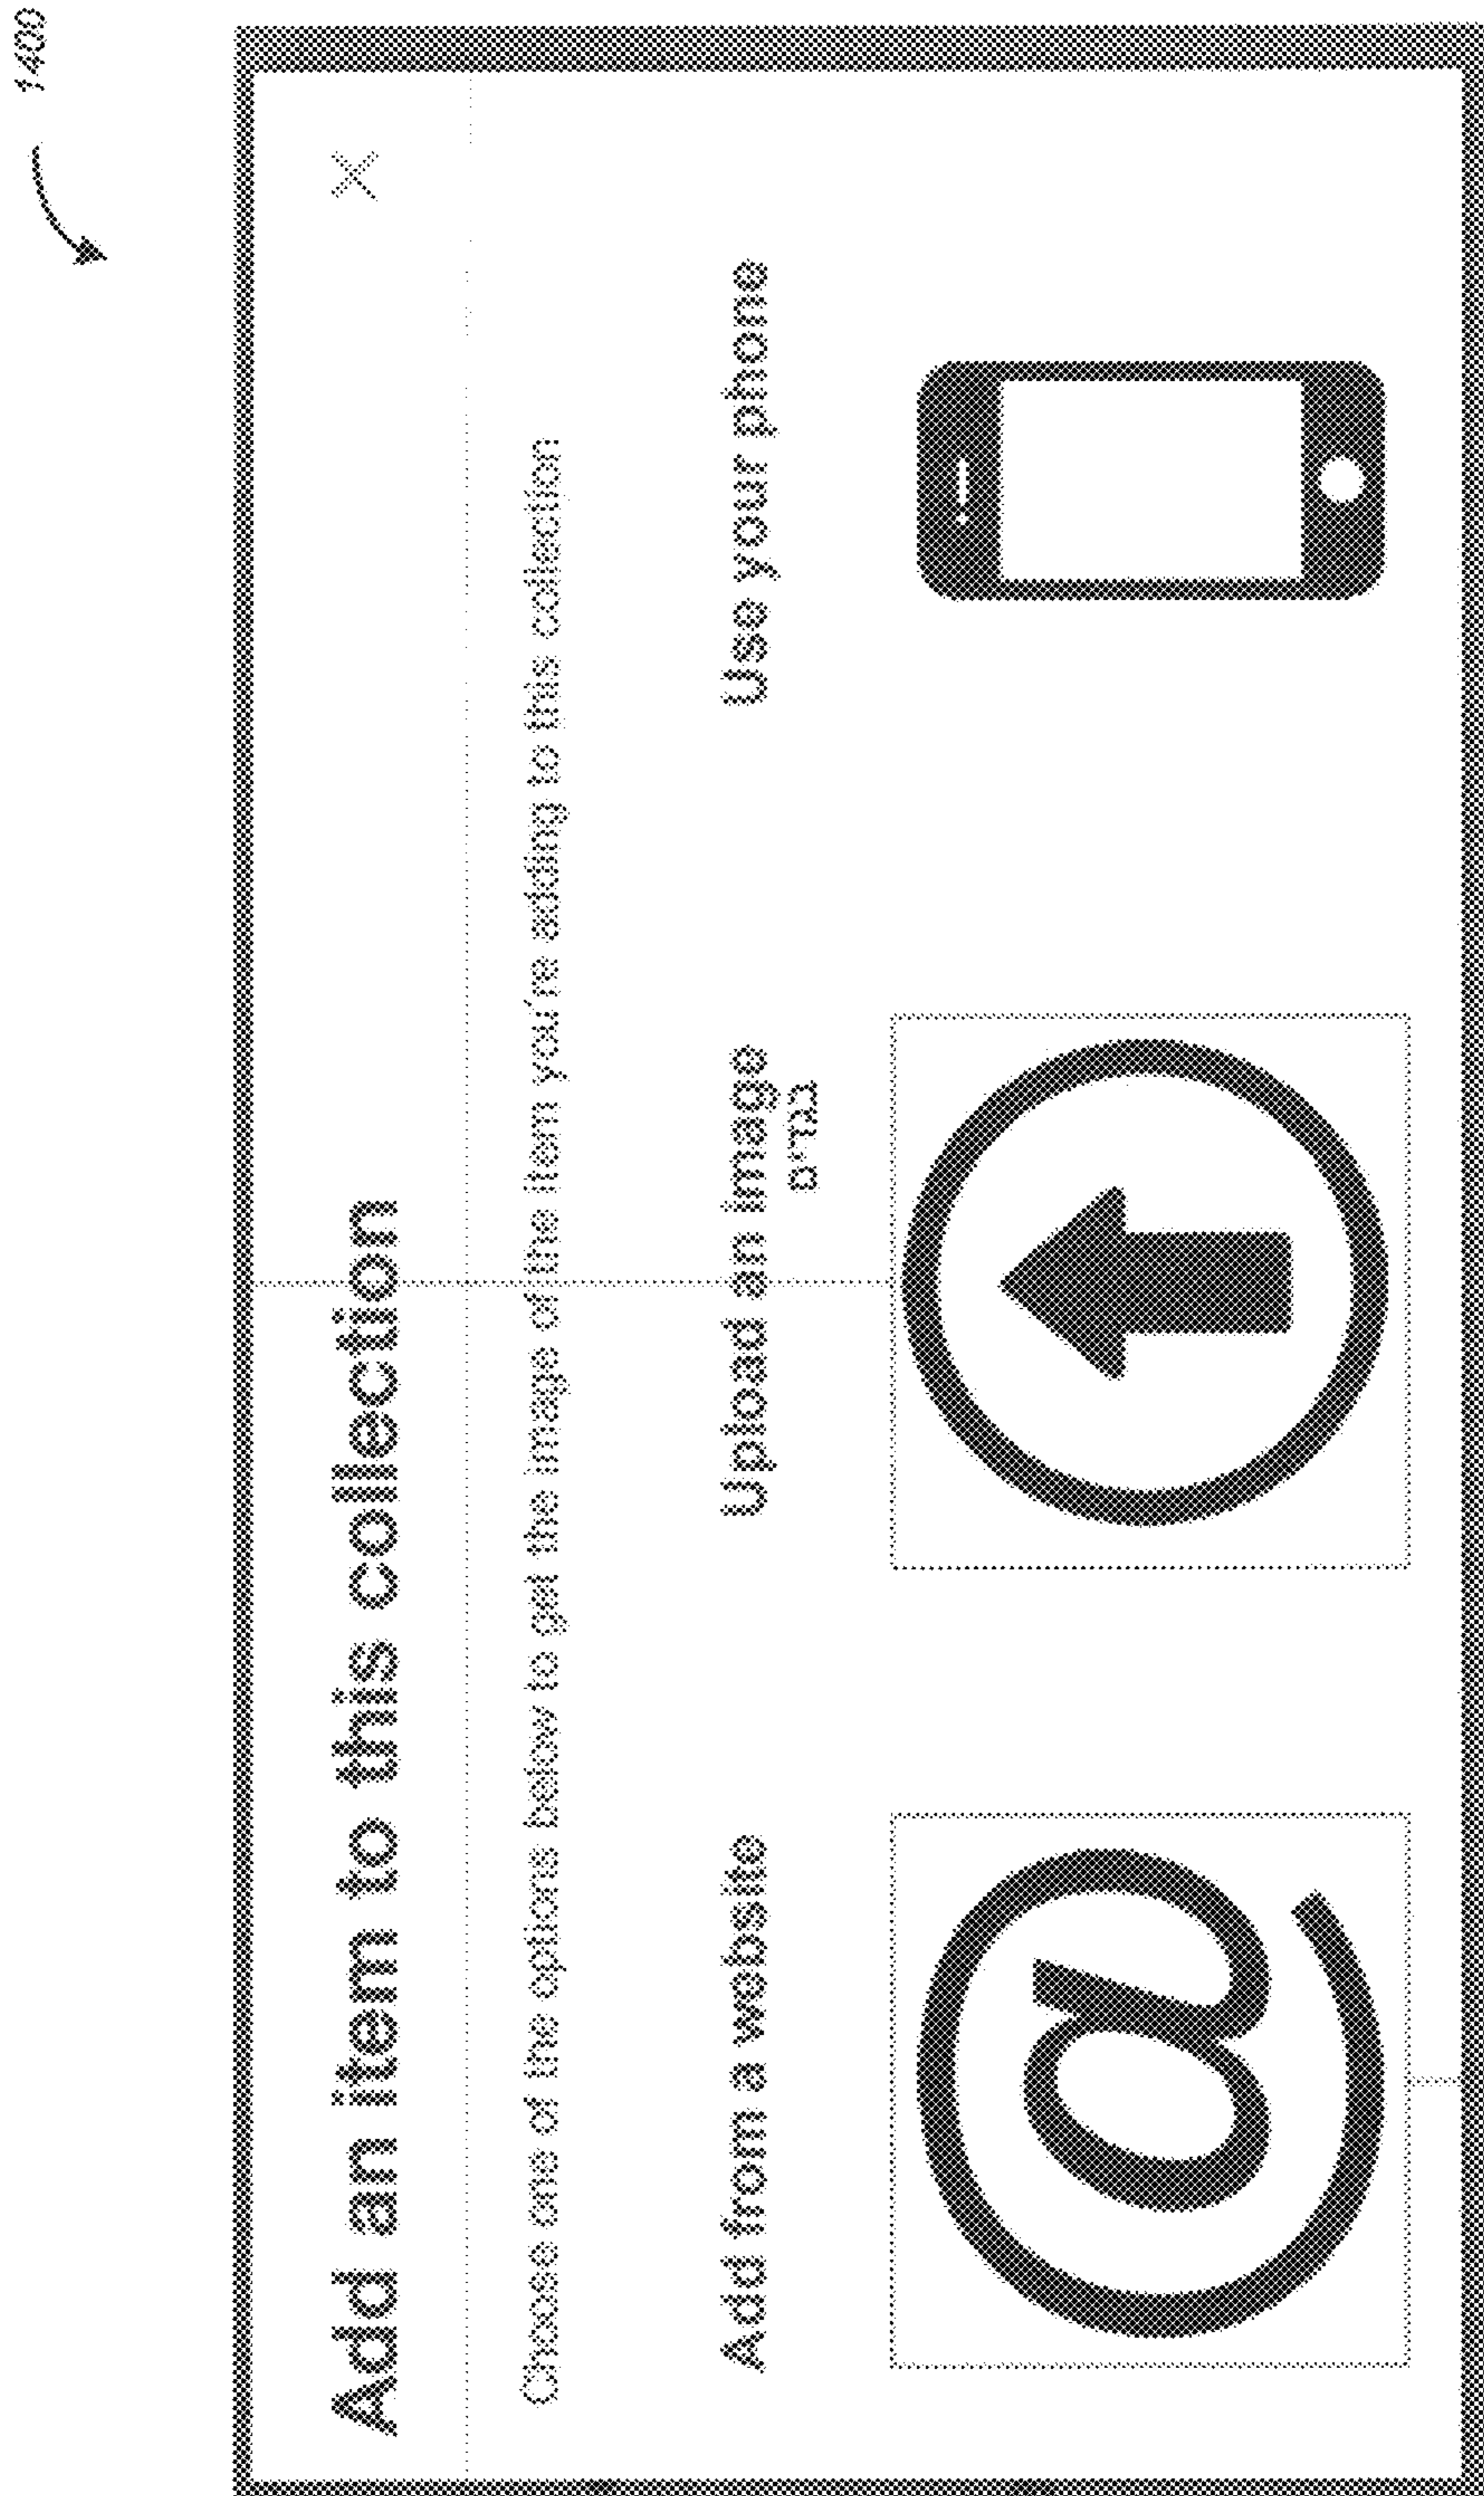 1400
Add an item to this collection
Choose one of the options below to get the image of the item you're adding to this collection
Add from a website
Upload an image
Use your phone
בגדים
@